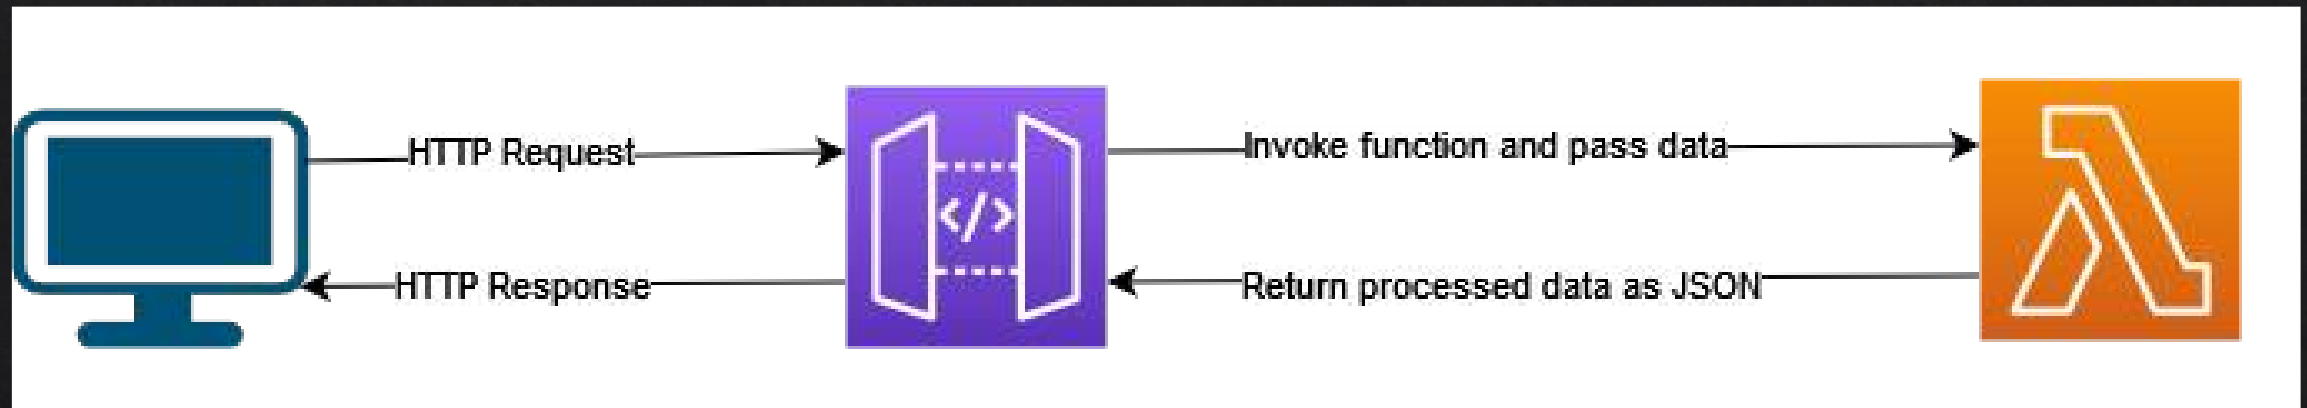 HTTP Request
Invoke function and pass data
</>
HTTP Response
Return processed data as JSON